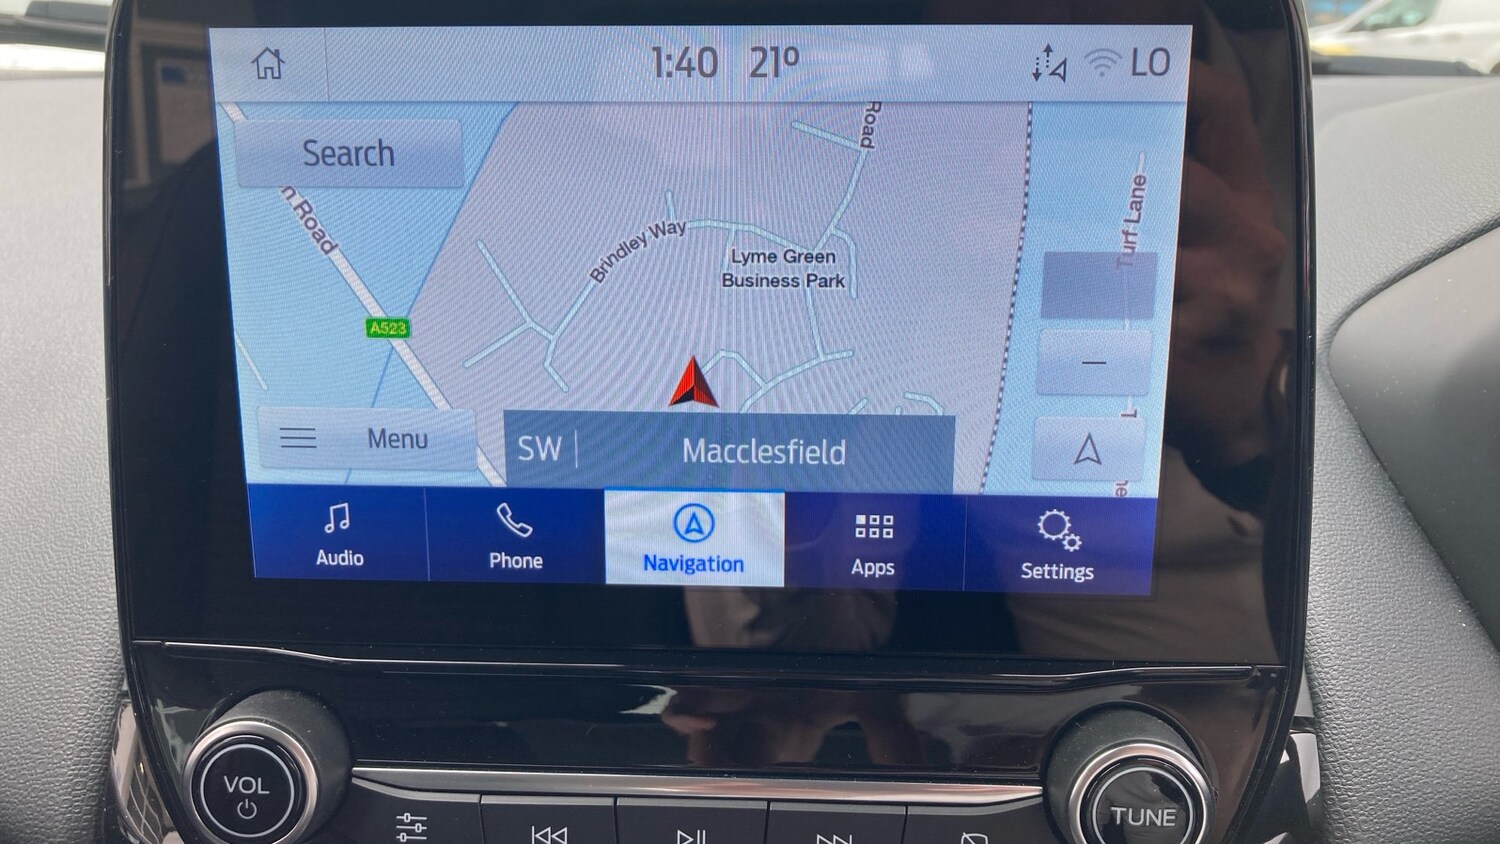 1:40 21º LO
Search
Road
n Road
Brindley Way
Lyme Green
Business Park
Turf Lane
A523
Menu
SW
Macclesfield
Audio
Phone
Navigation
Apps
Settings
VOL
TUNE